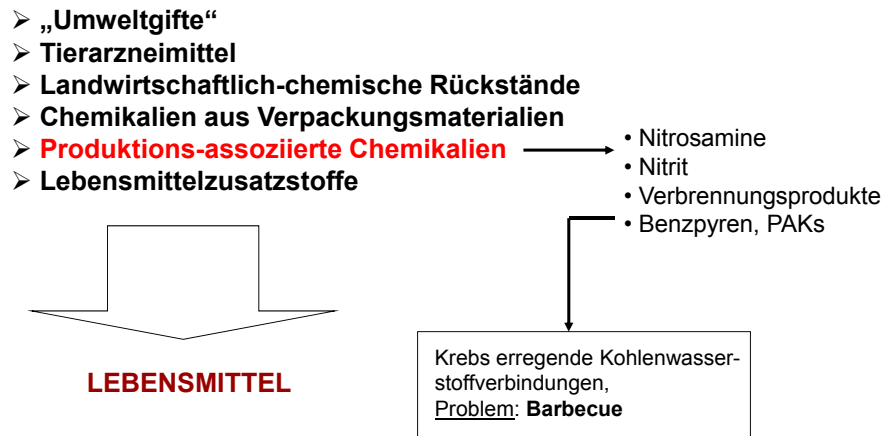 ➢ „Umweltgifte“
➢ Tierarzneimittel
➢ Landwirtschaftlich-chemische Rückstände
➢ Chemikalien aus Verpackungsmaterialien
➢ Produktions-assoziierte Chemikalien
➢ Lebensmittelzusatzstoffe
• Nitrosamine
• Nitrit
• Verbrennungsprodukte
• Benzpyren, PAKs
LEBENSMITTEL
Krebs erregende Kohlenwasser-
stoffverbindungen,
Problem: Barbecue